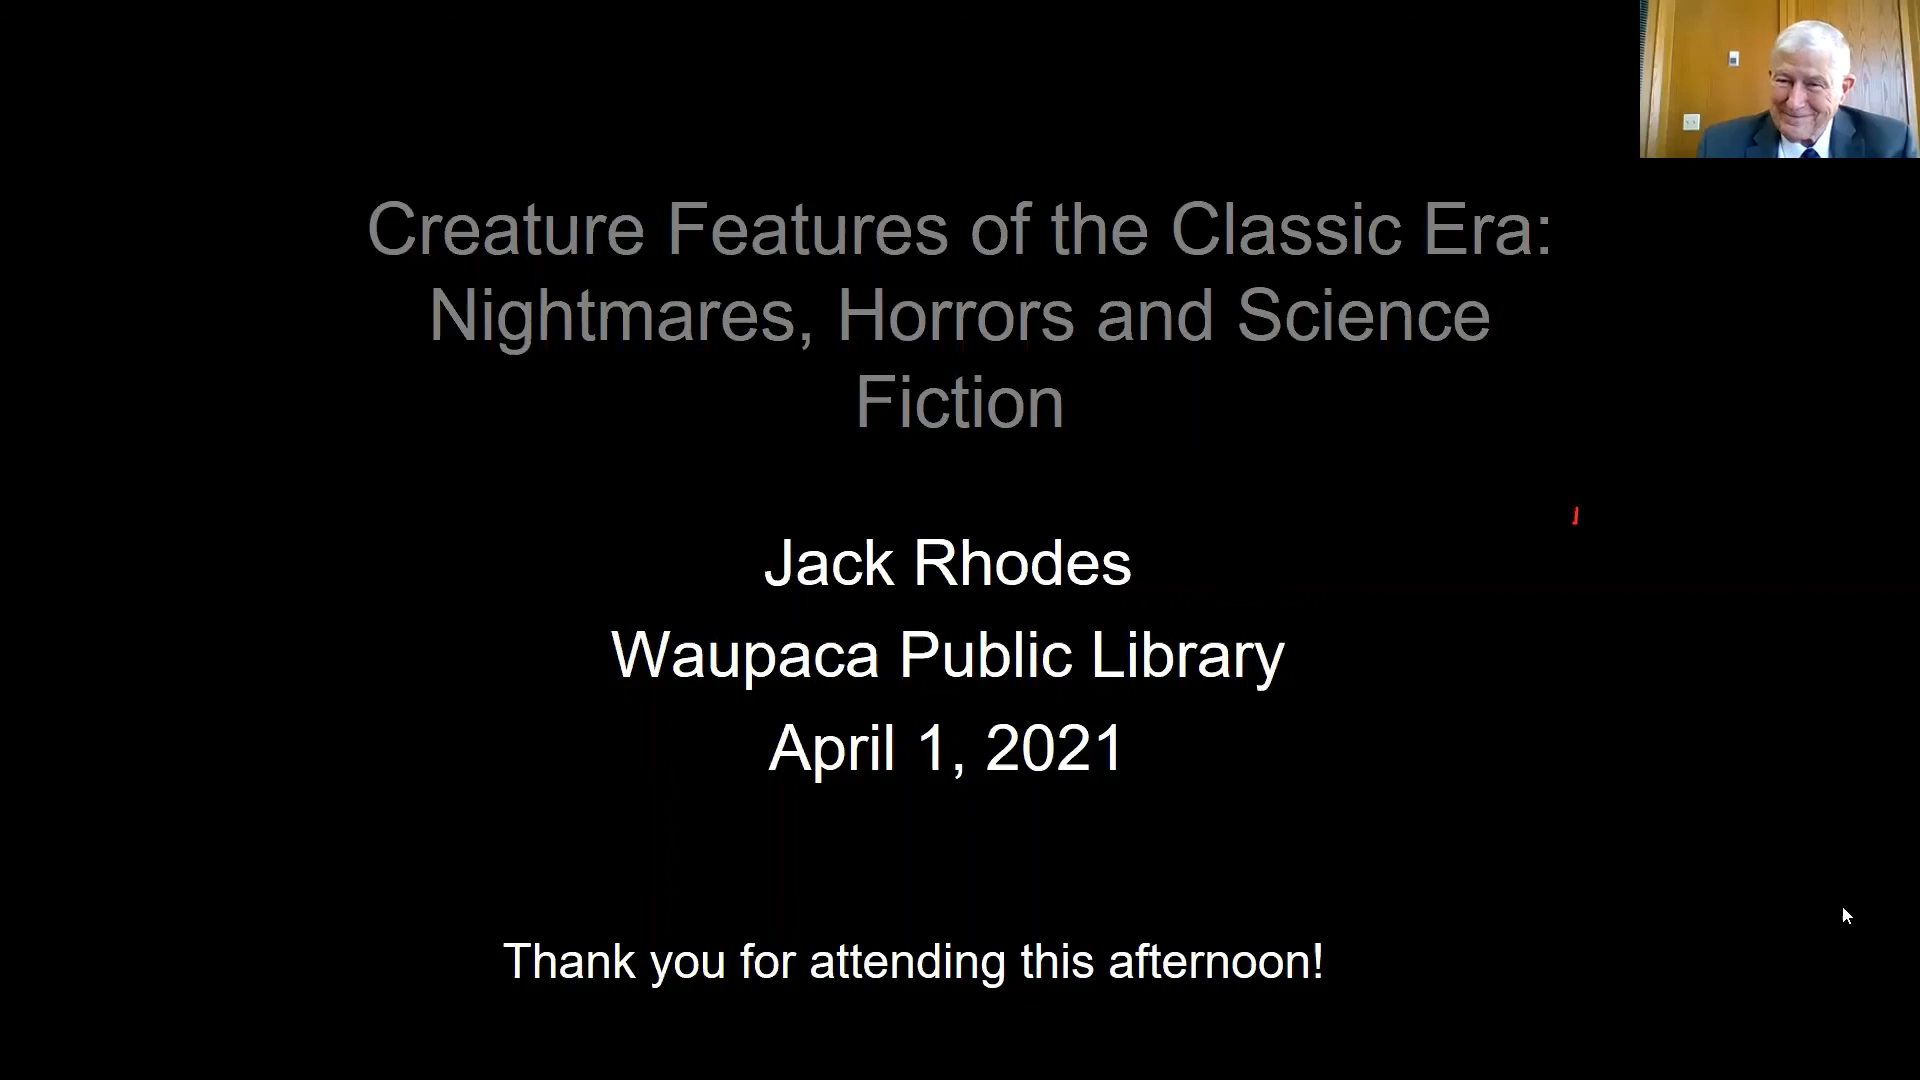 Creature Features of the Classic Era:
Nightmares, Horrors and Science
Fiction
Jack Rhodes
Waupaca Public Library
April 1, 2021
Thank you for attending this afternoon!